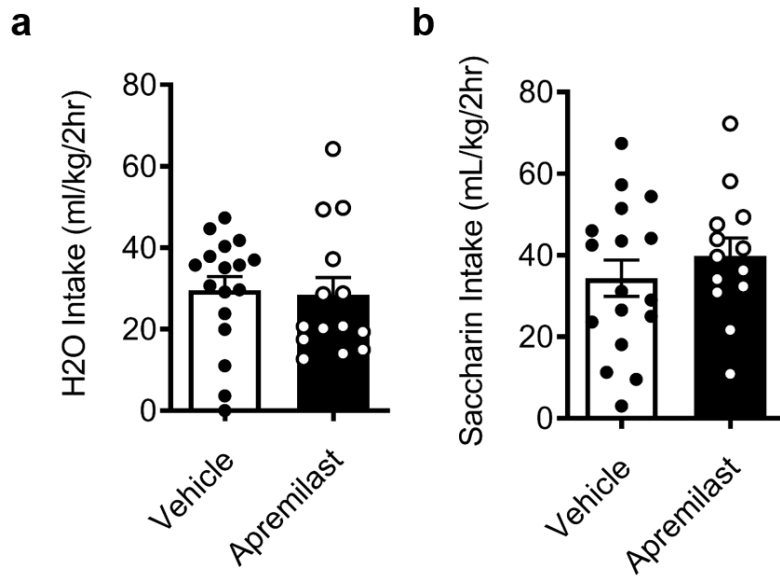 a
H2O Intake (ml/kg/2hr)
80
60
40
20
0
Vehicle
Apremilast
b
Saccharin Intake (mL/kg/2hr)
80
60
40
20
0
Vehicle
Apremilast